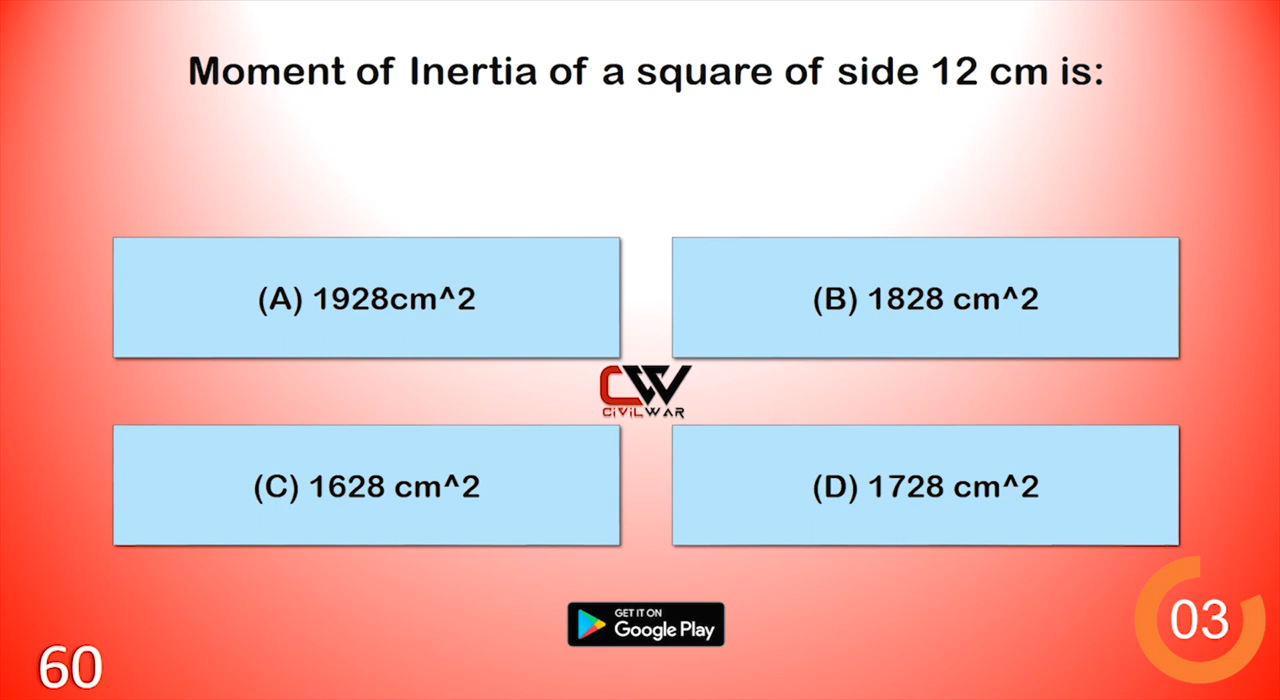 Moment of Inertia of a square of side 12 cm is:
(A) 1928cm^2
(B) 1828 cm^2
CW
CIVILWAR
(C) 1628 cm^2
(D) 1728 cm^2
GET IT ON
Google Play
03
60